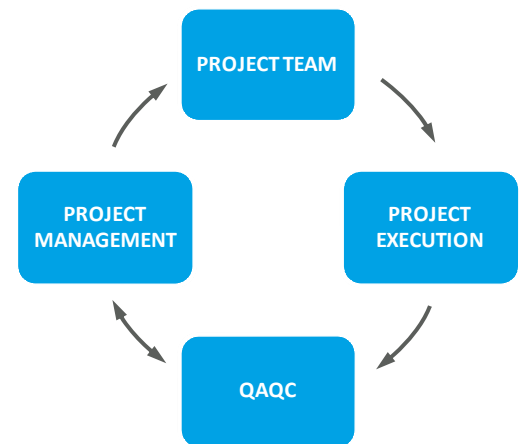 PROJECT TEAM
PROJECT
MANAGEMENT
PROJECT
EXECUTION
QAQC